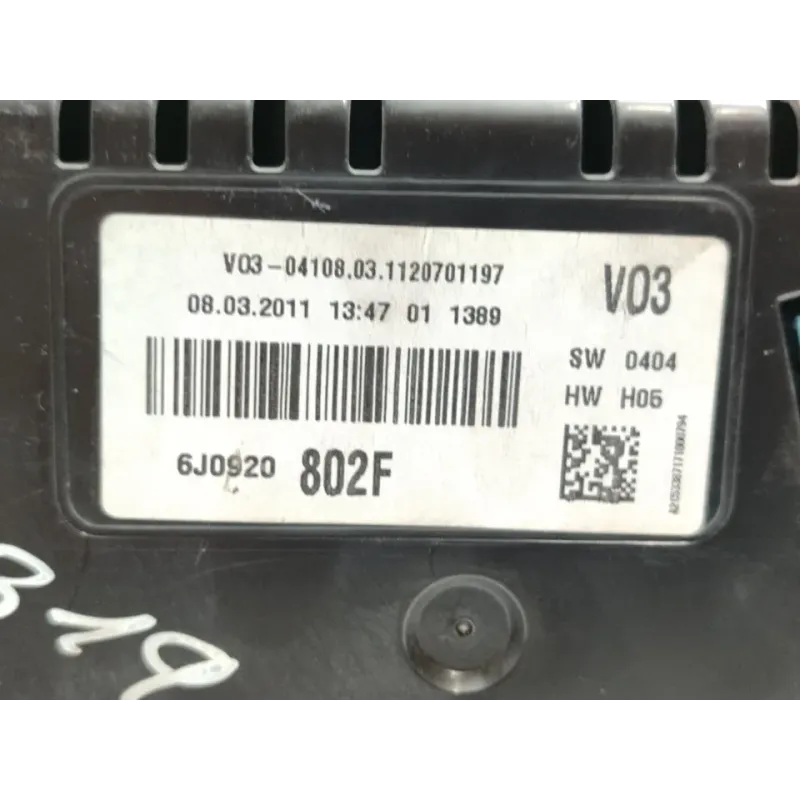 V03-04108.03.1120701197
08.03.2011 13:47 01 1389
V03
SW 0404
HW H05
6J0920 802F